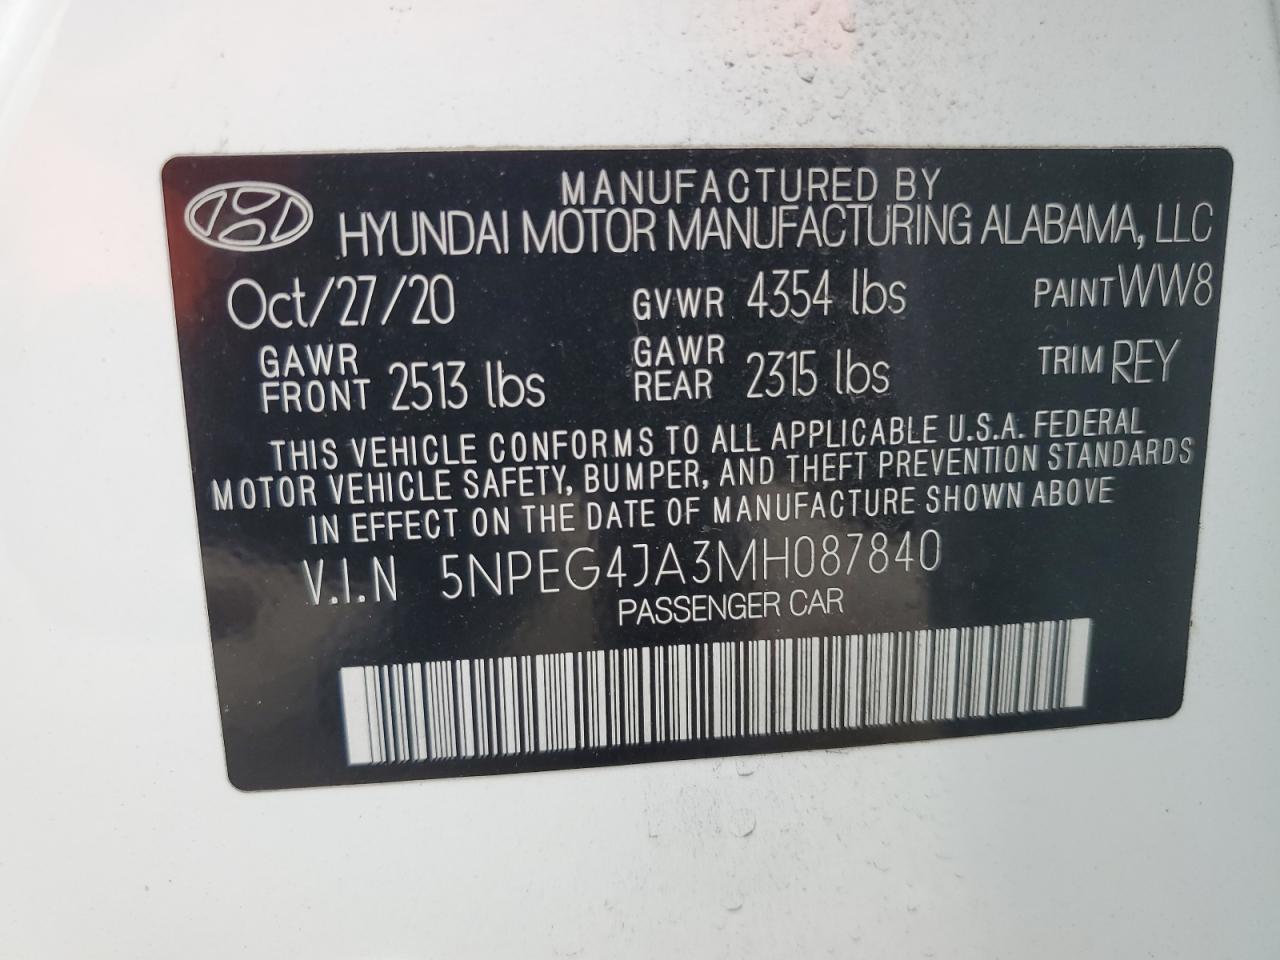 MANUFACTURED BY
HYUNDAI MOTOR MANUFACTURING ALABAMA, LLC
Oct/27/20 GVWR 4354 lbs PAINT WW8
GAWR FRONT 2513 lbs GAWR REAR 2315 lbs TRIM REY
THIS VEHICLE CONFORMS TO ALL APPLICABLE U.S.A. FEDERAL
MOTOR VEHICLE SAFETY, BUMPER, AND THEFT PREVENTION STANDARDS
IN EFFECT ON THE DATE OF MANUFACTURE SHOWN ABOVE
V.I.N 5NPEG4JA3MH087840
PASSENGER CAR